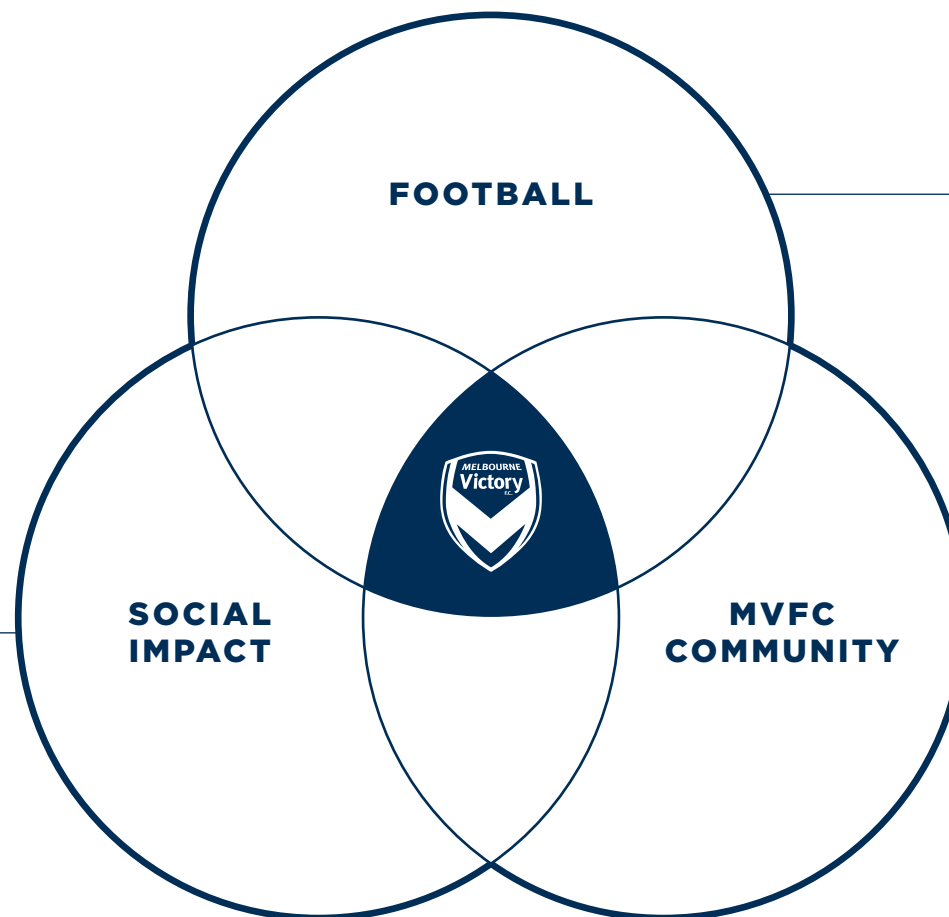 FOOTBALL
MELBOURNE
Victory
F.C.
SOCIAL
IMPACT
MVFC
COMMUNITY